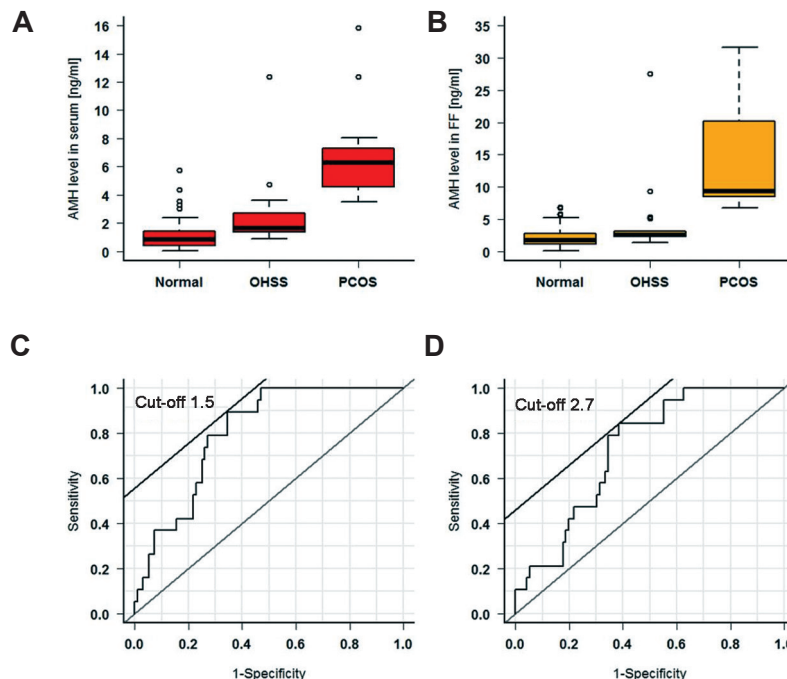 A
B
AMH level in serum [ng/ml]
16
14
12
10
8
6
4
2
0
Normal OHSS PCOS
AMH level in FF [ng/ml]
35
30
25
20
15
10
5
0
Normal OHSS PCOS
C
D
Cut-off 1.5
Sensitivity
1.0
0.8
0.6
0.4
0.2
0.0
0.0 0.2 0.4 0.6 0.8 1.0
1-Specificity
Cut-off 2.7
Sensitivity
1.0
0.8
0.6
0.4
0.2
0.0
0.0 0.2 0.4 0.6 0.8
1-Specificity